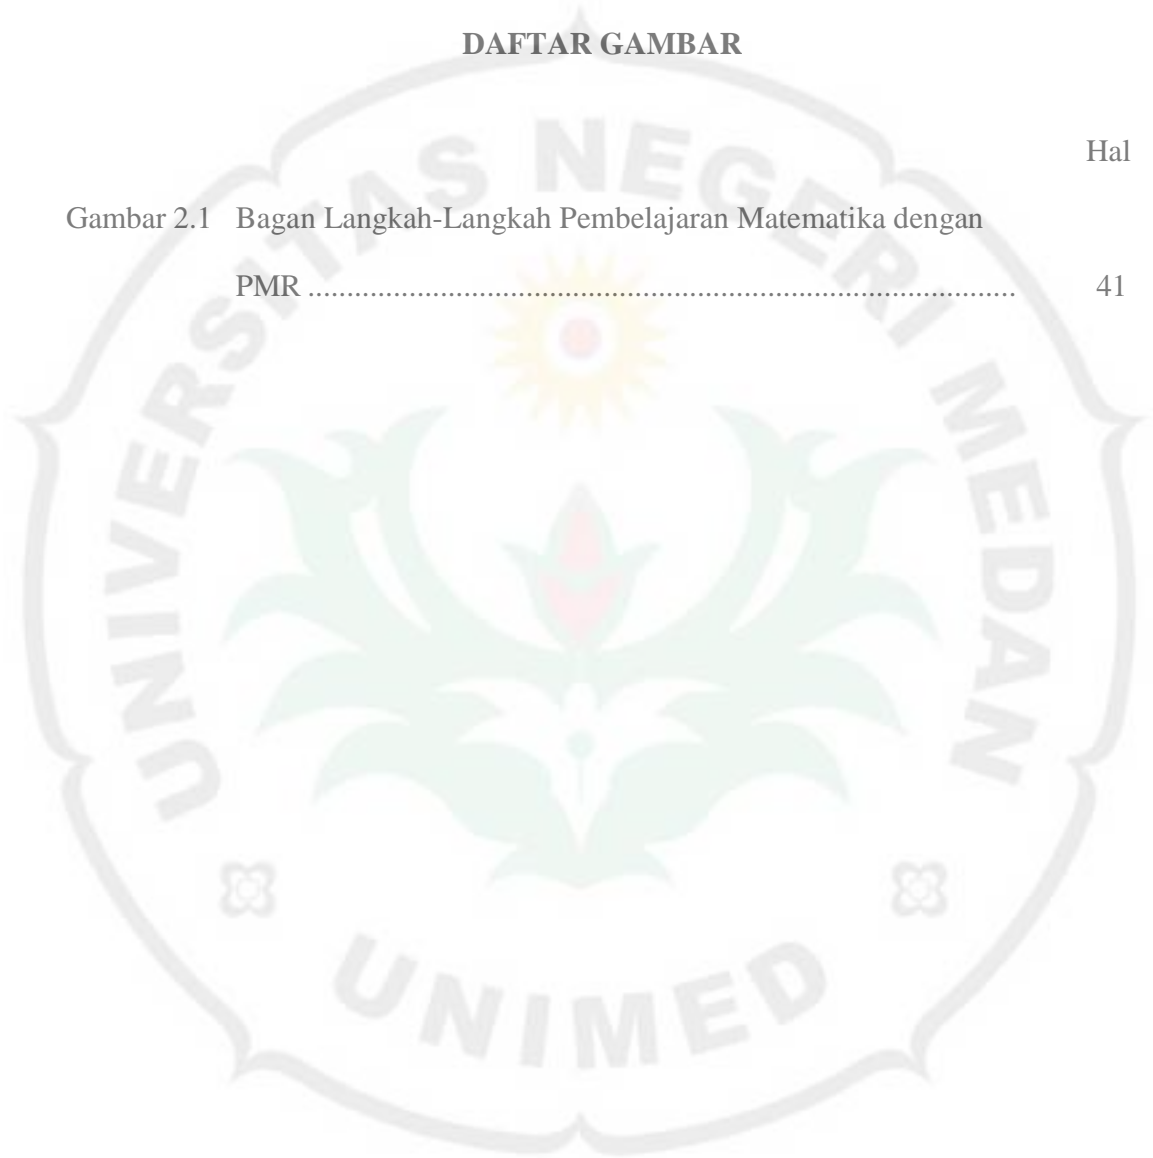 DAFTAR GAMBAR
Hal
Gambar 2.1 Bagan Langkah-Langkah Pembelajaran Matematika dengan
PMR ........................................................................................... 41
UNIVERSITAS NEGERI MEDAN
UNIMED